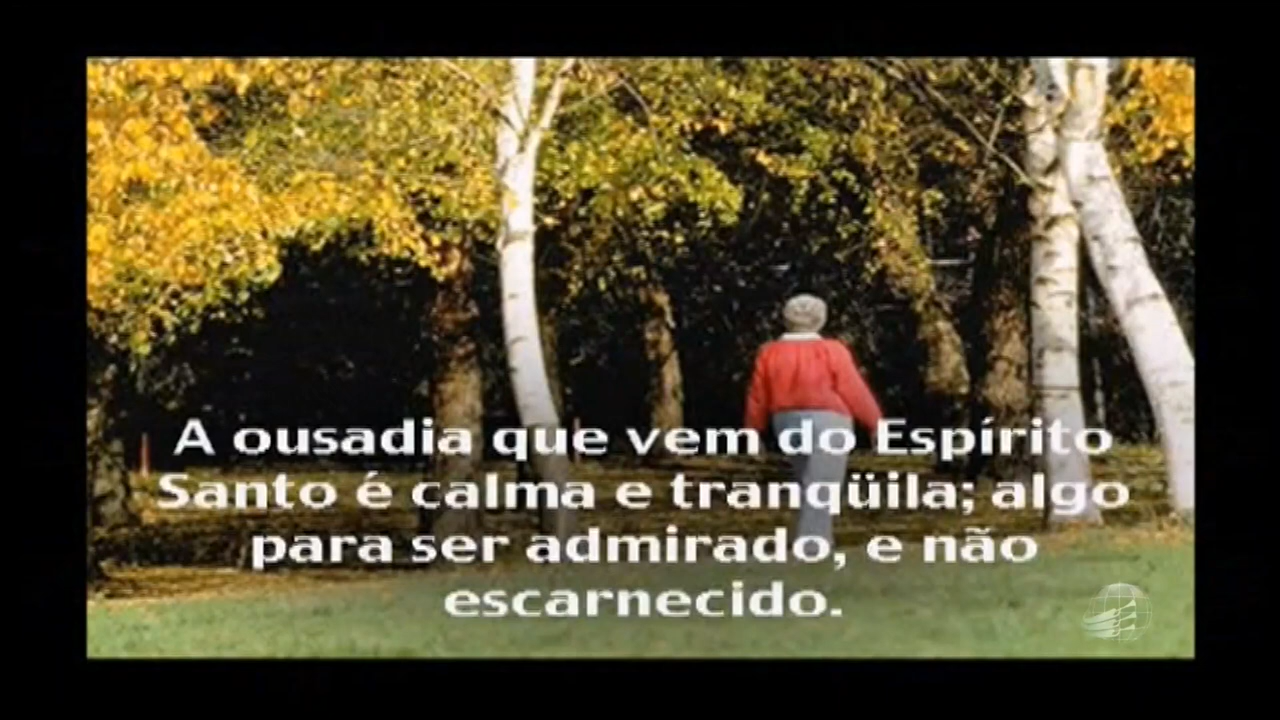 A ousadia que vem do Espírito
Santo é calma e tranqüila; algo
para ser admirado, e não
escarnecido.